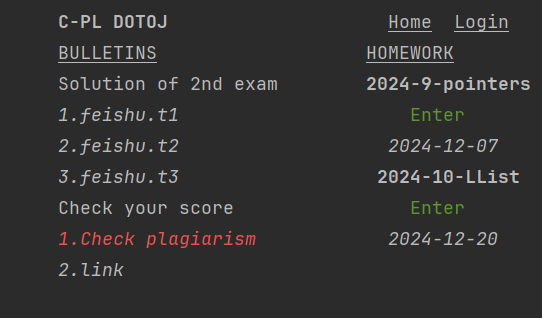 C-PL DOTOJ Home Login
BULLETINS HOMEWORK
Solution of 2nd exam 2024-9-pointers
1.feishu.t1 Enter
2.feishu.t2 2024-12-07
3.feishu.t3 2024-10-LList
Check your score Enter
1.Check plagiarism 2024-12-20
2.link